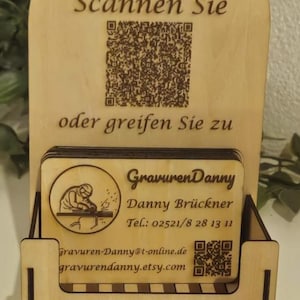 Scannen Sie
oder greifen Sie zu
GravurenDanny
Danny Brückner
Tel.: 02521/8 28 13 11
Gravuren-Danny@t-online.de
gravurendanny.etsy.com